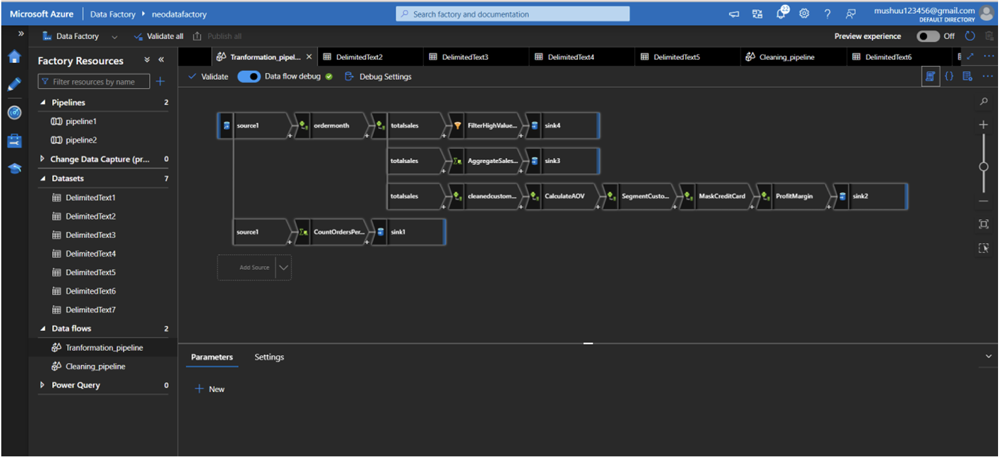 Microsoft Azure Data Factory neodatafactory Search factory and documentation 22 mushuu123456@gmail.com
DEFAULT DIRECTORY
Data Factory Validate all Publish all Preview experience Off
Factory Resources
Filter resources by name
Pipelines 2
pipeline1
pipeline2
Change Data Capture (pr... 0
Datasets 7
DelimitedText1
DelimitedText2
DelimitedText3
DelimitedText4
DelimitedText5
DelimitedText6
DelimitedText7
Data flows 2
Tranformation_pipeline
Cleaning_pipeline
Power Query 0
Tranformation_pipel... DelimitedText2 DelimitedText3 DelimitedText4 DelimitedText5 Cleaning_pipeline DelimitedText6
Validate Data flow debug Debug Settings
source1 ordermonth totalsales FilterHighValue... sink4
totalsales AggregateSales... sink3
totalsales cleanedcustom... CalculateAOV SegmentCusto... MaskCreditCard ProfitMargin sink2
source1 CountOrdersPer... sink1
Add Source
Parameters Settings
New